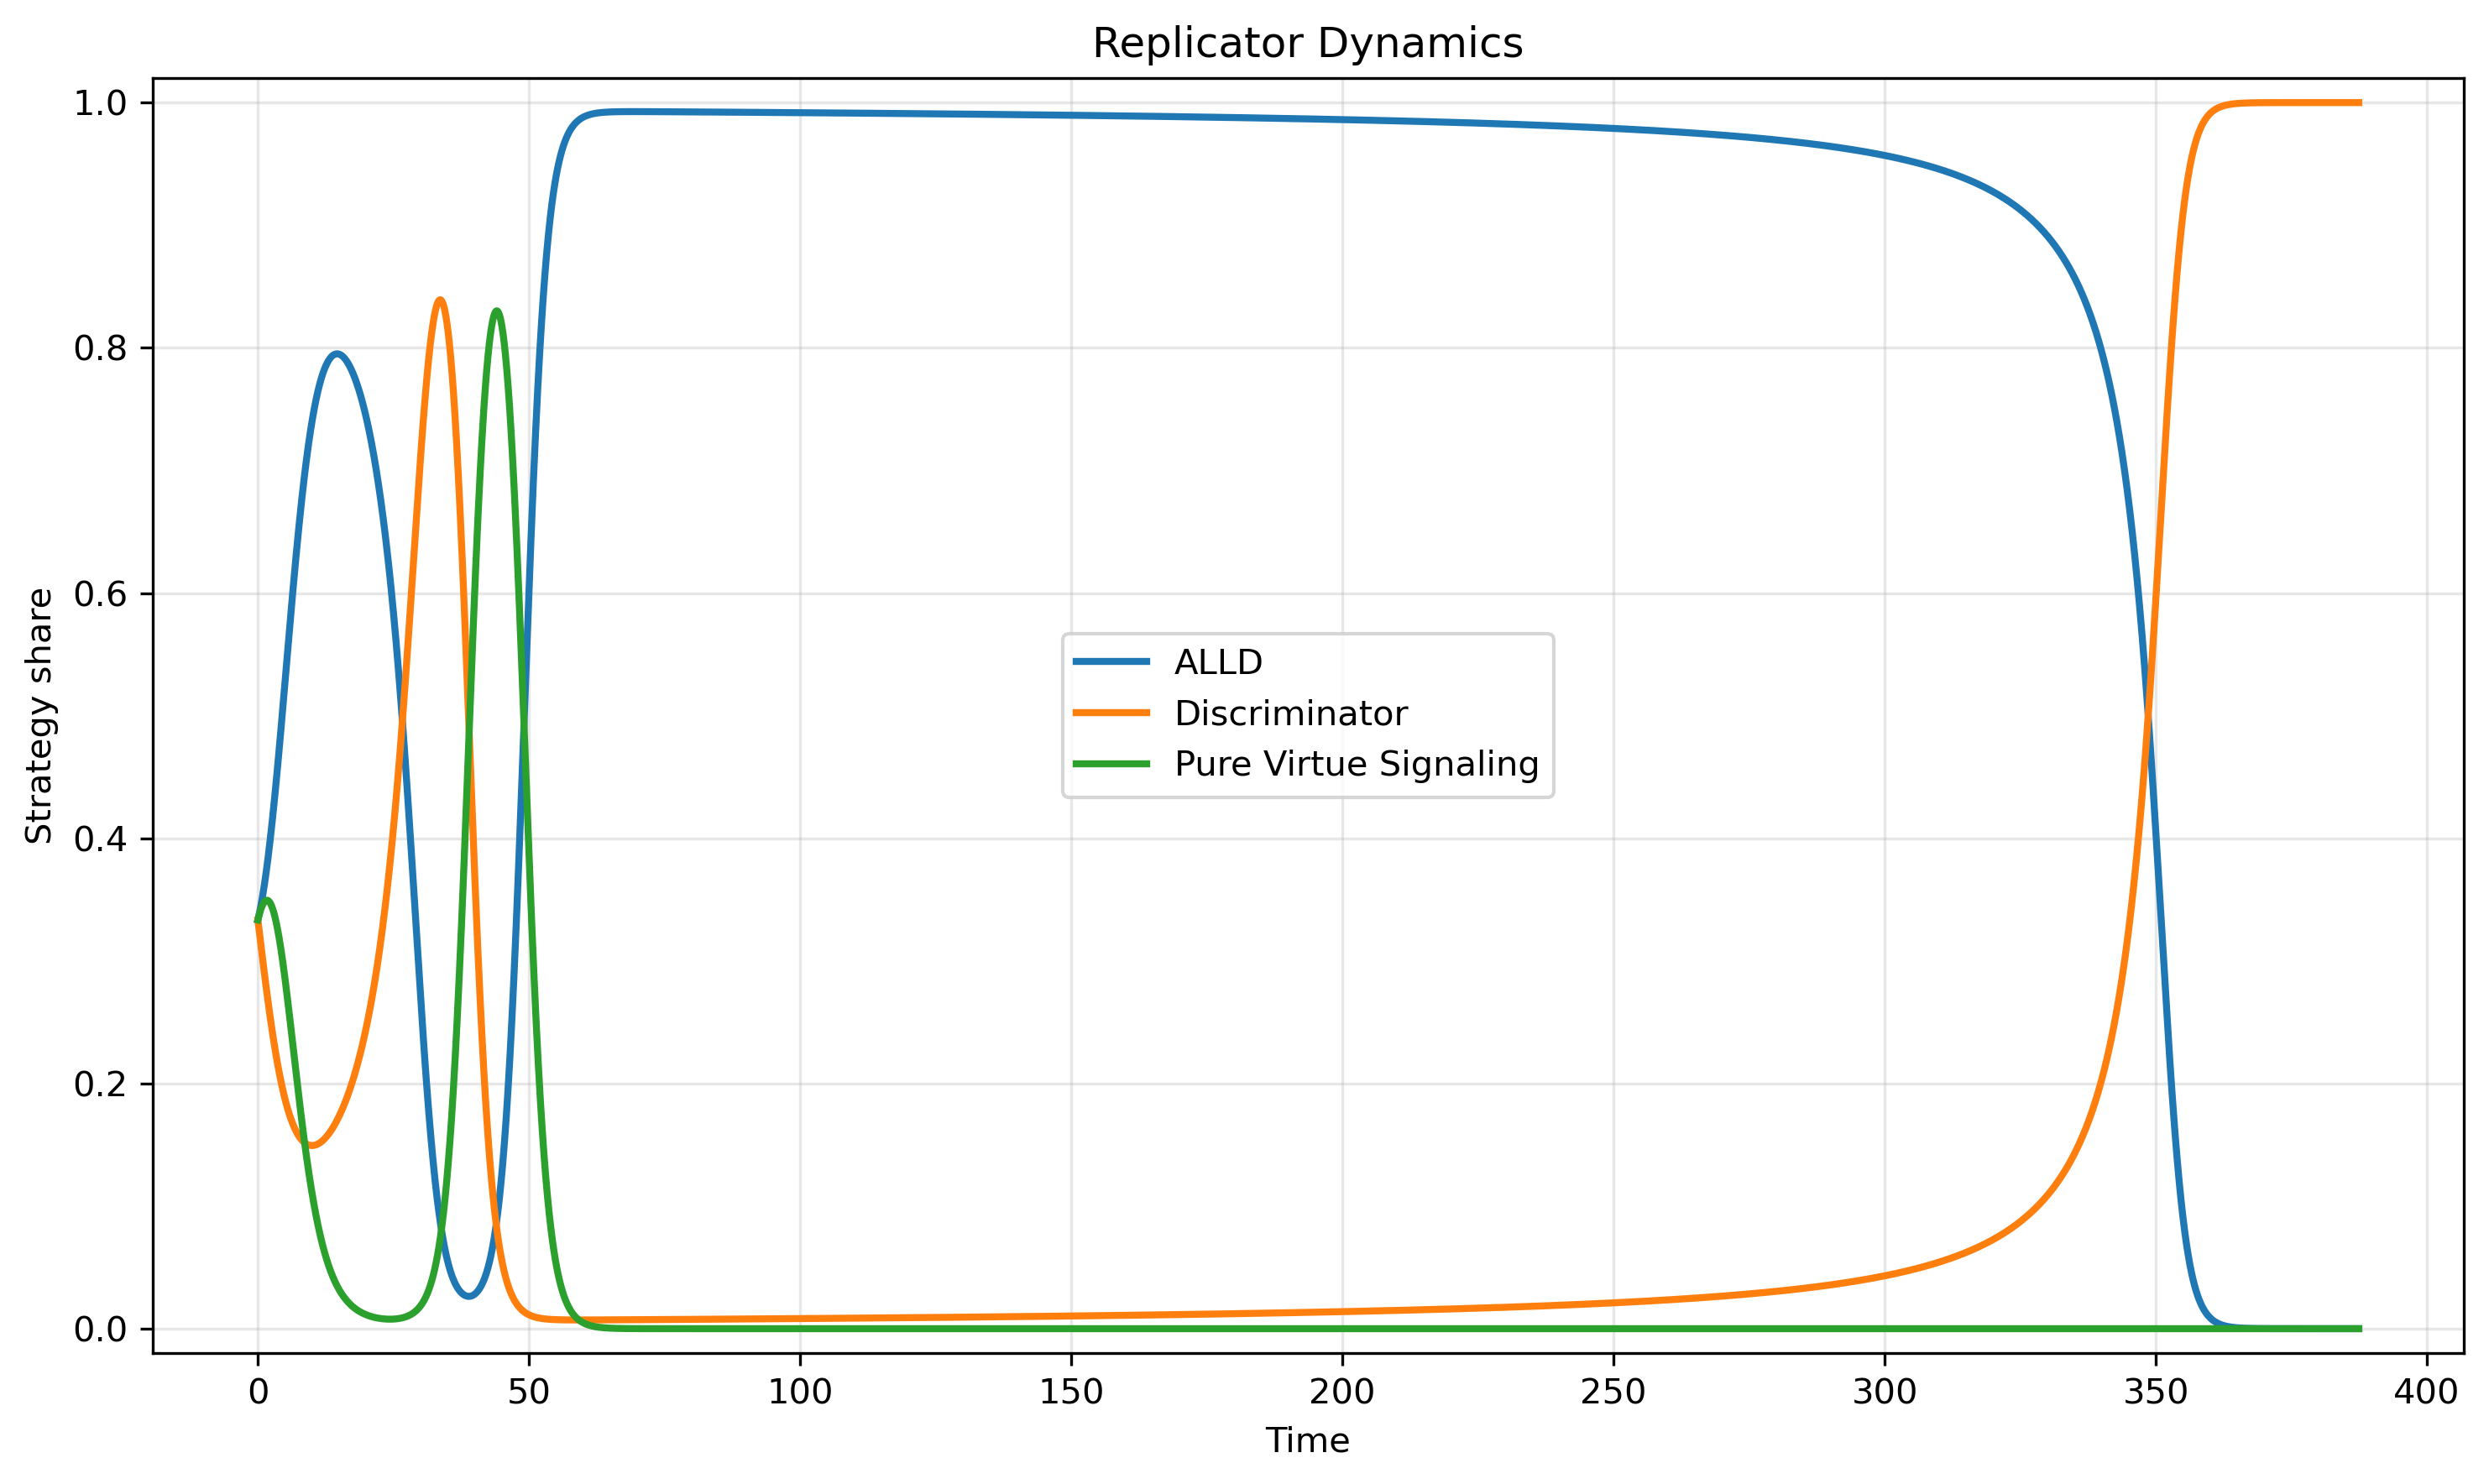 Replicator Dynamics
1.0
0.8
0.6
0.4
0.2
0.0
Strategy share
ALLD
Discriminator
Pure Virtue Signaling
0 50 100 150 200 250 300 350 400
Time